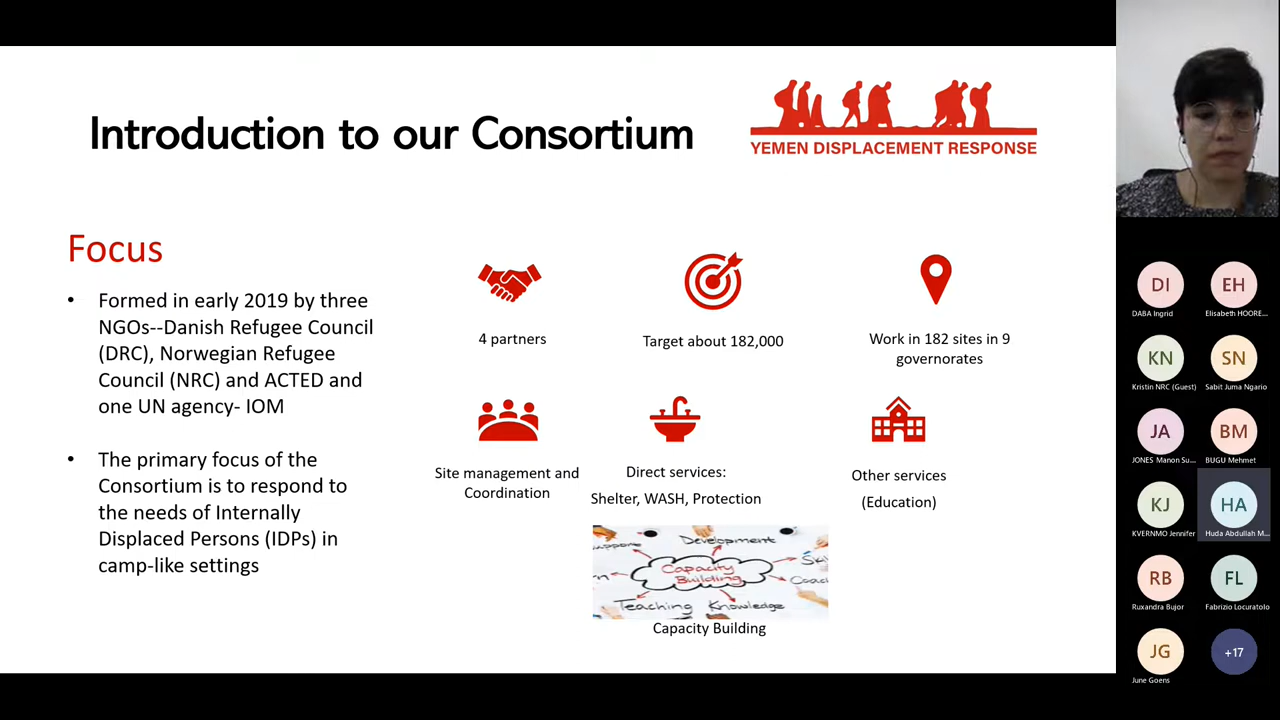 Introduction to our Consortium
YEMEN DISPLACEMENT RESPONSE
Focus
• Formed in early 2019 by three
NGOs--Danish Refugee Council
(DRC), Norwegian Refugee
Council (NRC) and ACTED and
one UN agency- IOM
• The primary focus of the
Consortium is to respond to
the needs of Internally
Displaced Persons (IDPs) in
camp-like settings
4 partners
Target about 182,000
Work in 182 sites in 9
governorates
Site management and
Coordination
Direct services:
Shelter, WASH, Protection
Other services
(Education)
Development
Capacity
Building
Teaching Knowledge
Capacity Building
DI
DABA Ingrid
EH
Elisabeth HOORE...
KN
Kristin NRC (Guest)
SN
Sabit Juma Ngario
JA
JONES Manon Su...
BM
BUGU Mehmet
KJ
KVERNMO Jennifer
HA
Huda Abdullah M...
RB
Ruxandra Bujor
FL
Fabrizio Locuratolo
JG
June Goens
+17